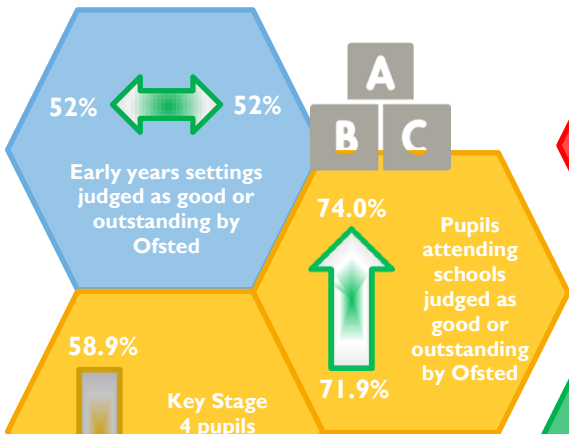 A
B C
52% 52%
Early years settings
judged as good or
outstanding by
Ofsted
74.0%
71.9%
Pupils
attending
schools
judged as
good or
outstanding
by Ofsted
58.9%
Key Stage
4 pupils